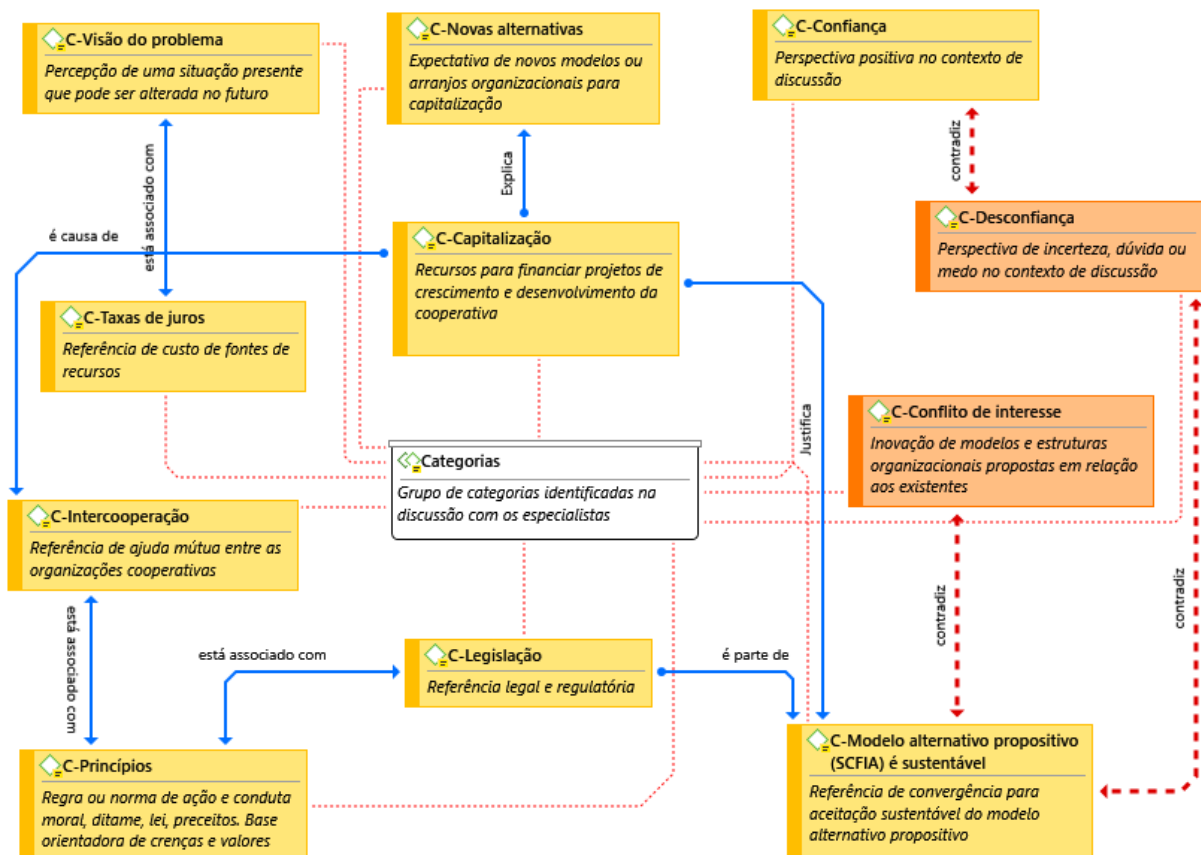 C-Visão do problema
Percepção de uma situação presente
que pode ser alterada no futuro
C-Novas alternativas
Expectativa de novos modelos ou
arranjos organizacionais para
capitalização
C-Confiança
Perspectiva positiva no contexto de
discussão
está associado com
Explica
contradiz
é causa de
C-Capitalização
Recursos para financiar projetos de
crescimento e desenvolvimento da
cooperativa
C-Desconfiança
Perspectiva de incerteza, dúvida ou
medo no contexto de discussão
C-Taxas de juros
Referência de custo de fontes de
recursos
Justifica
C-Conflito de interesse
Inovação de modelos e estruturas
organizacionais propostas em relação
aos existentes
Categorias
Grupo de categorias identificadas na
discussão com os especialistas
C-Intercooperação
Referência de ajuda mútua entre as
organizações cooperativas
está associado com
está associado com
C-Legislação
Referência legal e regulatória
é parte de
contradiz
contradiz
C-Princípios
Regra ou norma de ação e conduta
moral, ditame, lei, preceitos. Base
orientadora de crenças e valores
C-Modelo alternativo propositivo
(SCFIA) é sustentável
Referência de convergência para
aceitação sustentável do modelo
alternativo propositivo